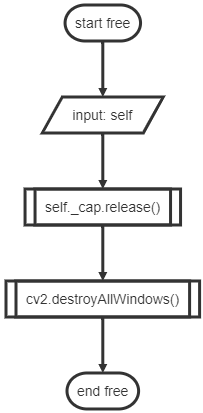 start free
input: self
self._cap.release()
cv2.destroyAllWindows()
end free